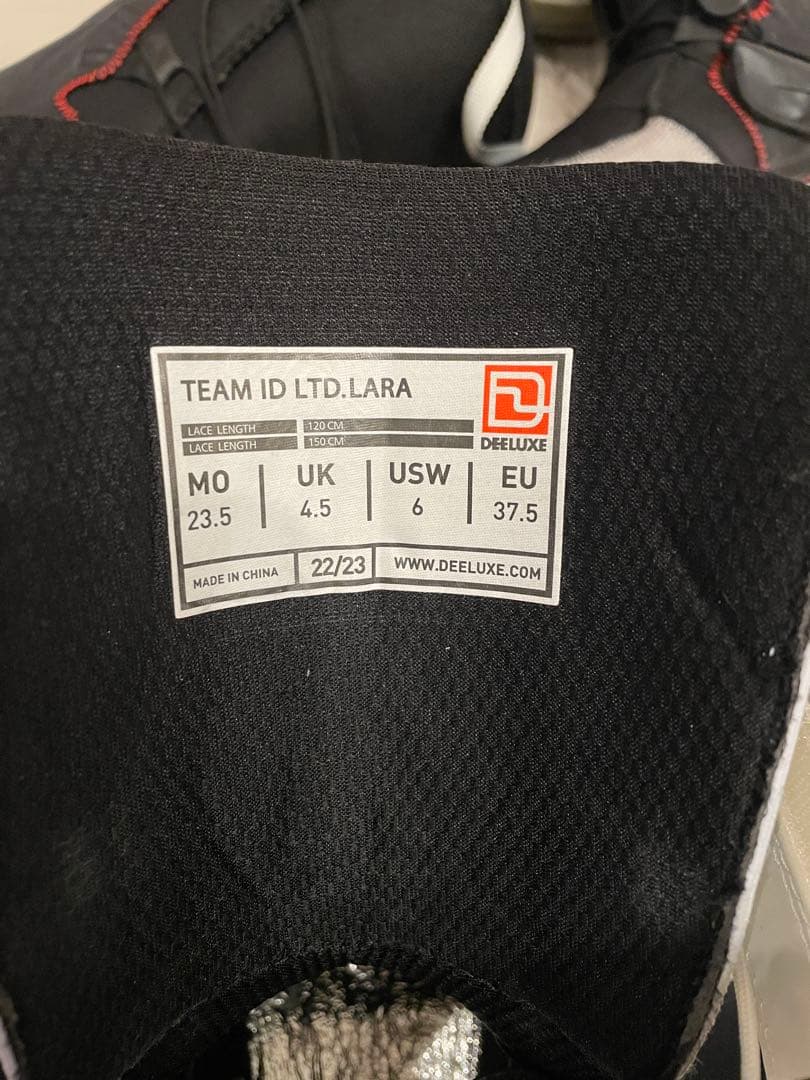 TEAM ID LTD.LARA
LACE LENGTH 120 CM
LACE LENGTH 150 CM
DEELUXE
MO UK USW EU
23.5 4.5 6 37.5
MADE IN CHINA 22/23 WWW.DEELUXE.COM